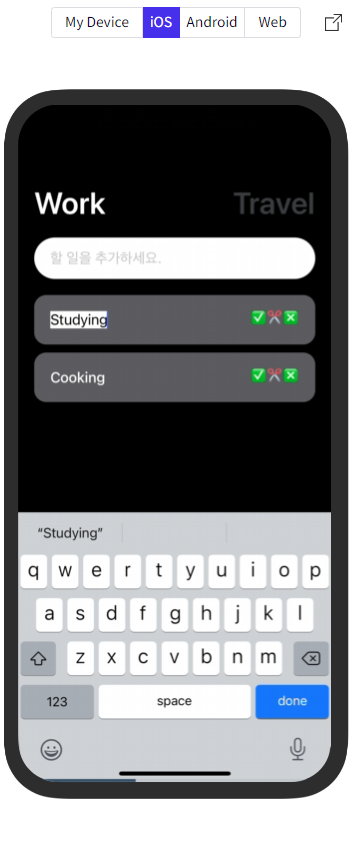 My Device iOS Android Web
Work Travel
할 일을 추가하세요.
Studying
Cooking
“Studying”
q w e r t y u i o p
a s d f g h j k l
z x c v b n m
123 space done